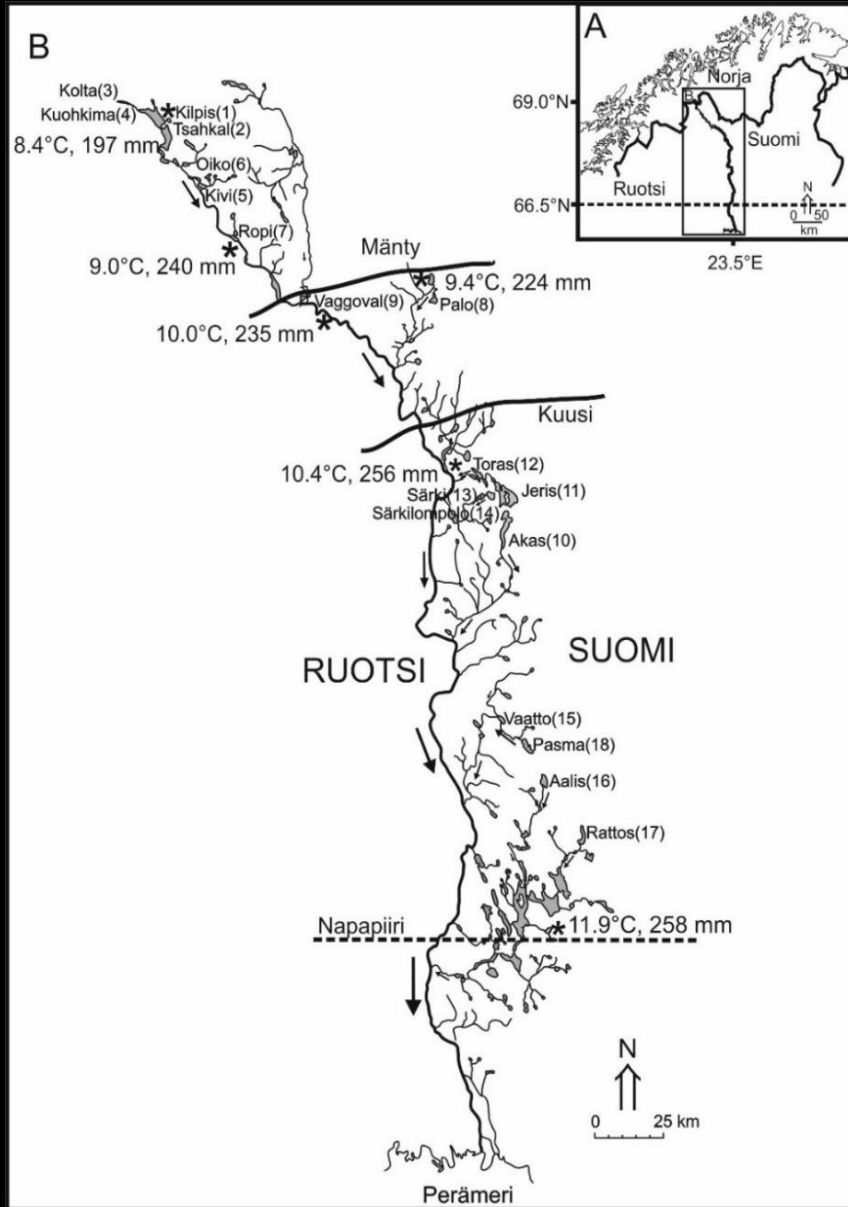 B
Kolta(3)
Kuohkima(4)
Kilpis(1)
Tsahkal(2)
8.4°C, 197 mm
Oiko(6)
Kivi(5)
Ropi(7)
9.0°C, 240 mm
Mänty
9.4°C, 224 mm
Vaggoval(9)
Palo(8)
10.0°C, 235 mm
Kuusi
10.4°C, 256 mm
Toras(12)
Särki(13)
Jeris(11)
Särkilompolo(14)
Akas(10)
RUOTSI
SUOMI
Vaatto(15)
Pasma(18)
Aalis(16)
Rattos(17)
Napapiiri
11.9°C, 258 mm
N
0 25 km
Perämeri
A
Norja
69.0°N
B
Suomi
Ruotsi
N
66.5°N
0 50
km
23.5°E